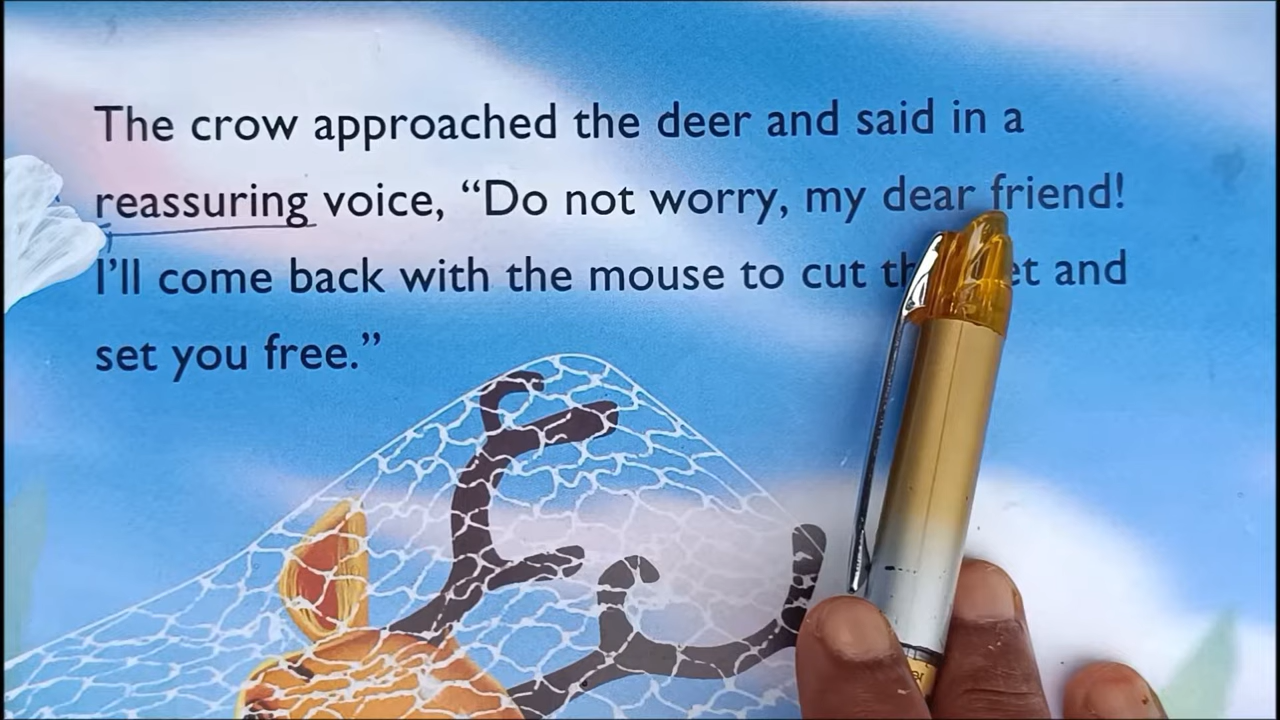 The crow approached the deer and said in a
reassuring voice, “Do not worry, my dear friend!
I’ll come back with the mouse to cut and
set you free.”